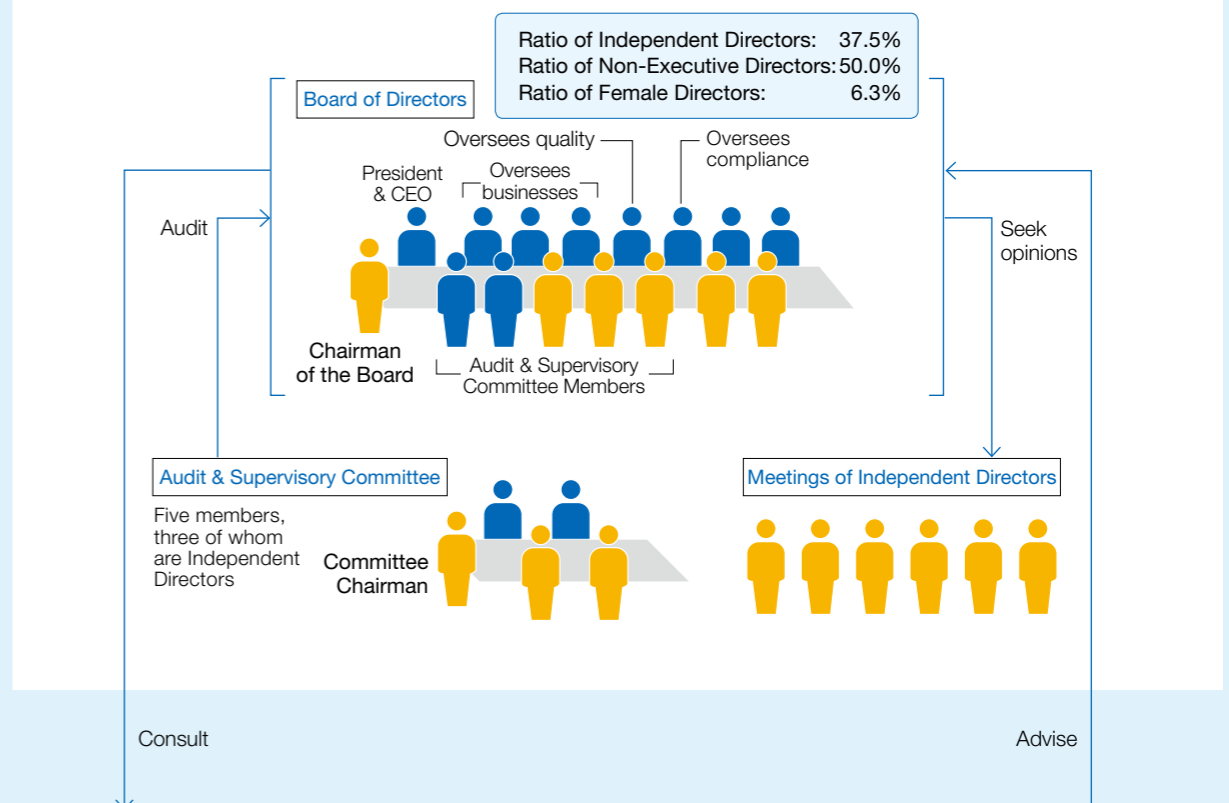 Ratio of Independent Directors: 37.5%
Ratio of Non-Executive Directors: 50.0%
Ratio of Female Directors: 6.3%
Board of Directors
Oversees quality
Oversees
compliance
President
& CEO
Oversees
businesses
Audit
Seek
opinions
Chairman
of the Board
Audit & Supervisory
Committee Members
Audit & Supervisory Committee
Five members,
three of whom
are Independent
Directors
Committee
Chairman
Meetings of Independent Directors
Consult
Advise